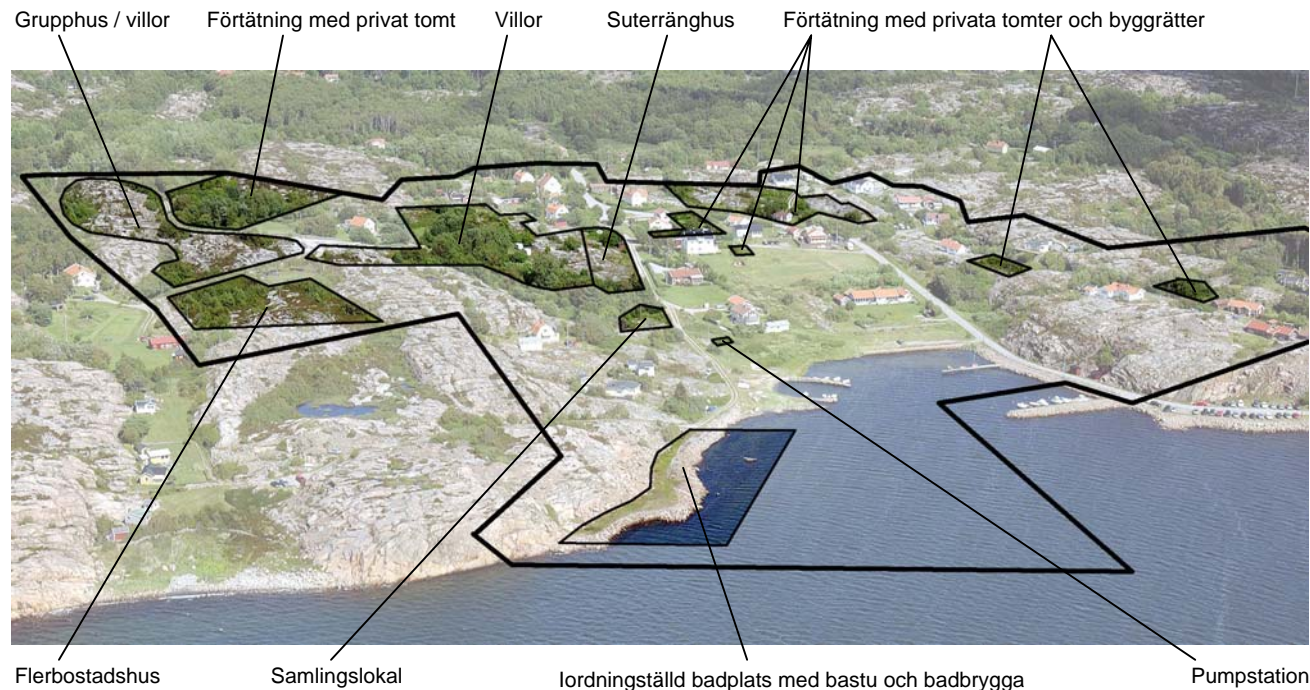 Grupphus / villor
Förtätning med privat tomt
Villor
Suterränghus
Förtätning med privata tomter och byggrätter
Flerbostadshus
Samlingslokal
Iordningställd badplats med bastu och badbrygga
Pumpstation